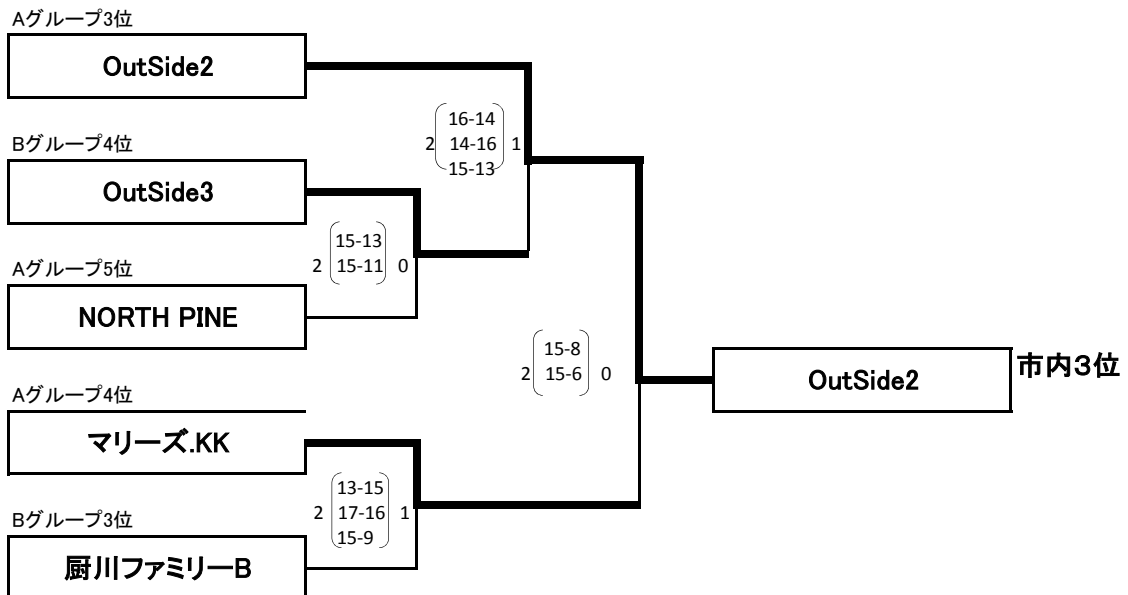 Aグループ3位
OutSide2
16-14
2 14-16 1
15-13
Bグループ4位
OutSide3
15-13
2 15-11 0
Aグループ5位
NORTH PINE
15-8
2 15-6 0
OutSide2
市内3位
Aグループ4位
マリーズ.KK
13-15
2 17-16 1
15-9
Bグループ3位
厨川ファミリーB